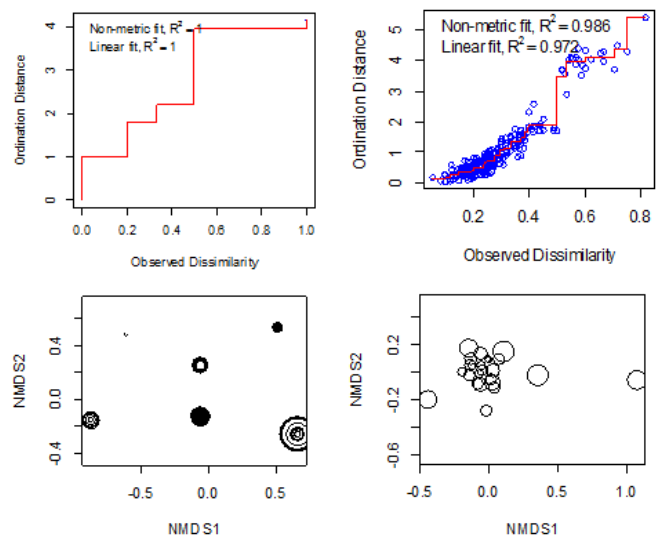 Non-metric fit, R² = 1
Linear fit, R² = 1
Ordination Distance
4
3
2
1
0
0.0 0.2 0.4 0.6 0.8 1.0
Observed Dissimilarity
Non-metric fit, R² = 0.986
Linear fit, R² = 0.972
Ordination Distance
5
4
3
2
1
0
0.2 0.4 0.6 0.8
Observed Dissimilarity
NMDS2
0.4
0.0
-0.4
-0.5 0.0 0.5
NMDS1
NMDS2
0.2
-0.2
-0.6
-0.5 0.0 0.5 1.0
NMDS1